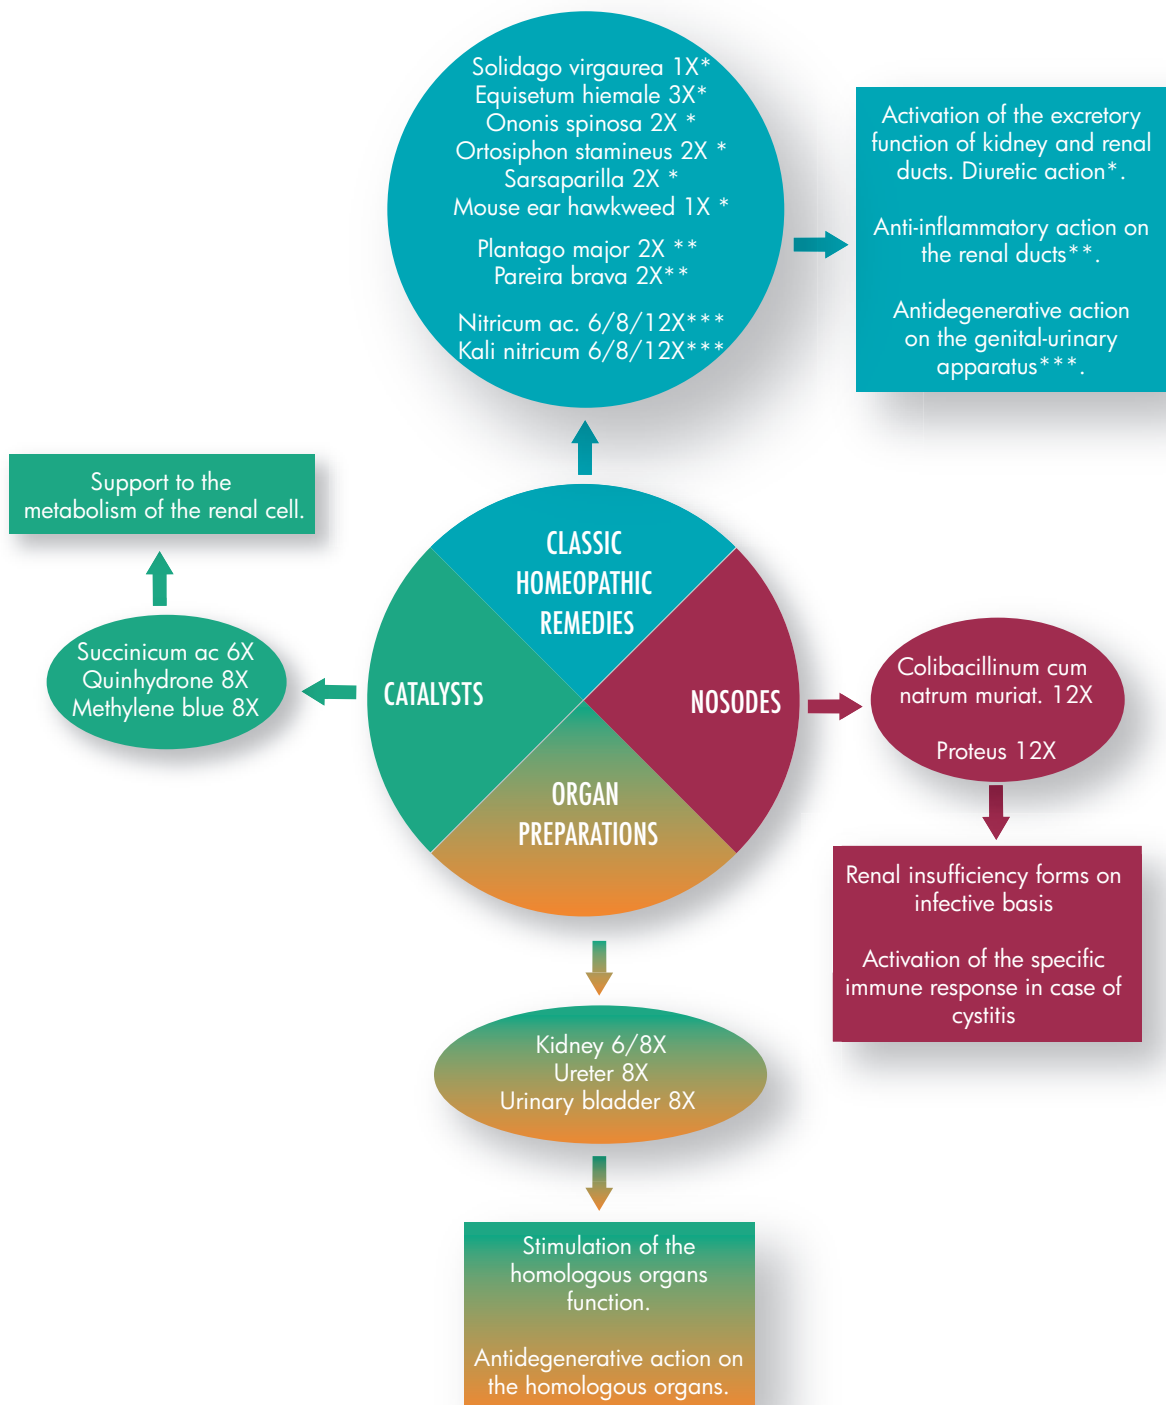 Solidago virgaurea 1X*
Equisetum hiemale 3X*
Ononis spinosa 2X *
Ortosiphon stamineus 2X *
Sarsaparilla 2X *
Mouse ear hawkweed 1X *
Plantago major 2X **
Pareira brava 2X**
Nitricum ac. 6/8/12X***
Kali nitricum 6/8/12X***
Activation of the excretory
function of kidney and renal
ducts. Diuretic action*.
Anti-inflammatory action on
the renal ducts**.
Antidegenerative action
on the genital-urinary
apparatus***.
Support to the
metabolism of the renal cell.
Succinicum ac 6X
Quinhydrone 8X
Methylene blue 8X
CLASSIC
HOMEOPATHIC
REMEDIES
CATALYSTS
NOSODES
ORGAN
PREPARATIONS
Colibacillinum cum
natrum muriat. 12X
Proteus 12X
Renal insufficiency forms on
infective basis
Activation of the specific
immune response in case of
cystitis
Kidney 6/8X
Ureter 8X
Urinary bladder 8X
Stimulation of the
homologous organs
function.
Antidegenerative action on
the homologous organs.